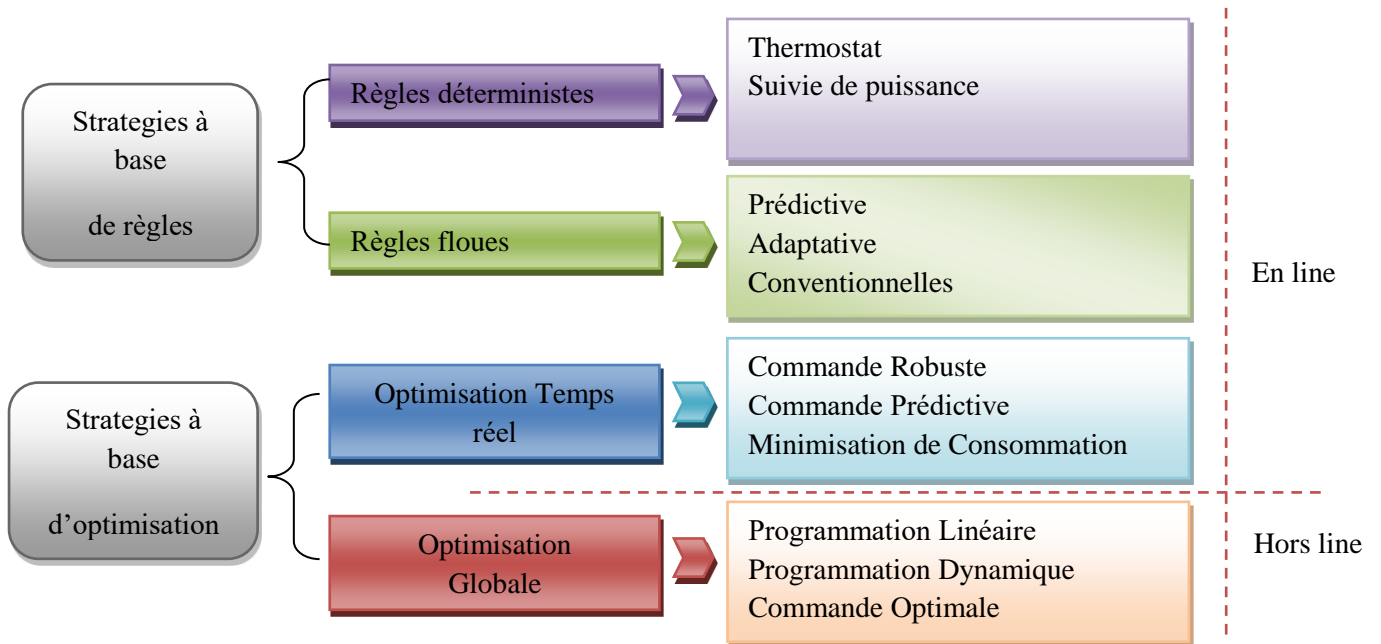 Strategies à
base
de règles
Règles déterministes
Thermostat
Suivie de puissance
Règles floues
Prédictive
Adaptative
Conventionnelles
En line
Strategies à
base
d’optimisation
Optimisation Temps
réel
Commande Robuste
Commande Prédictive
Minimisation de Consommation
Optimisation
Globale
Programmation Linéaire
Programmation Dynamique
Commande Optimale
Hors line